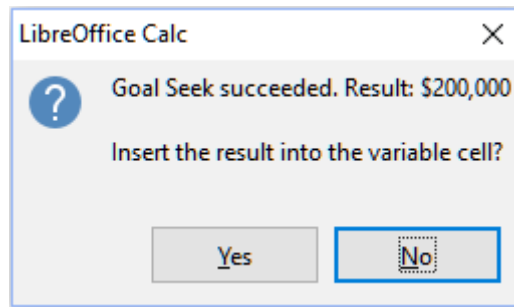 LibreOffice Calc
Goal Seek succeeded. Result: $200,000
Insert the result into the variable cell?
Yes
No